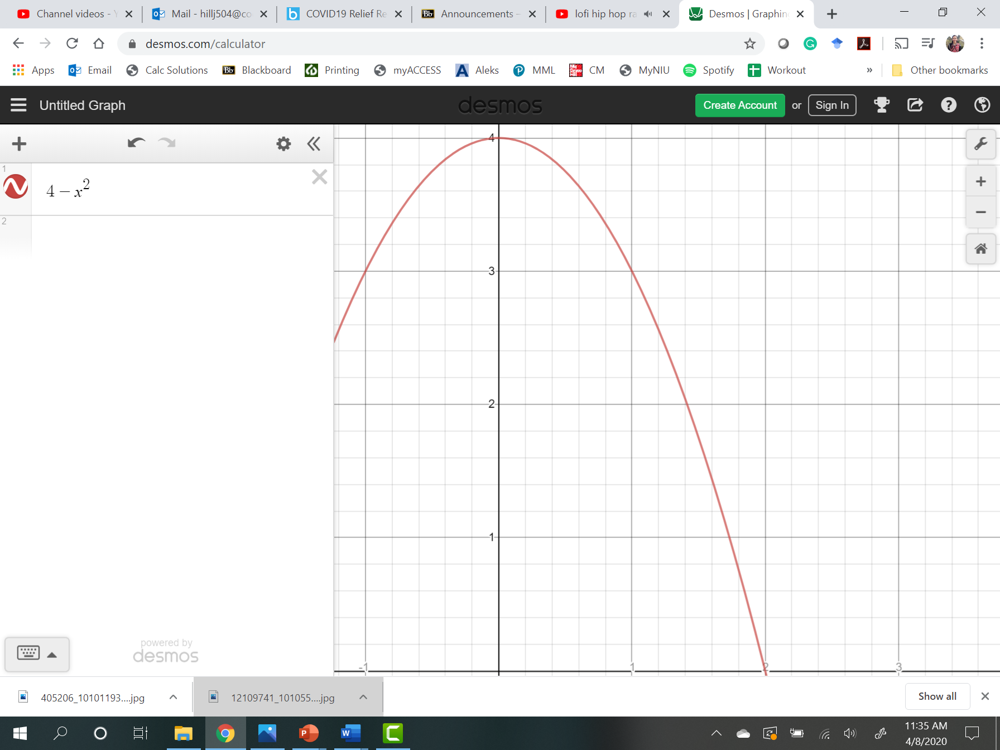 Channel videos - Y
Mail - hillj504@co
COVID19 Relief Re
Bb Announcements -
lofi hip hop ra
Desmos | Graphing
desmos.com/calculator
Apps Email Calc Solutions Bb Blackboard Printing myACCESS Aleks MML CM MyNIU Spotify Workout » Other bookmarks
Untitled Graph
desmos
Create Account or Sign In
1
4 − x²
2
4
3
2
1
-1 1 2 3
powered by
desmos
405206_10101193....jpg
12109741_101055....jpg
Show all
11:35 AM
4/8/2020